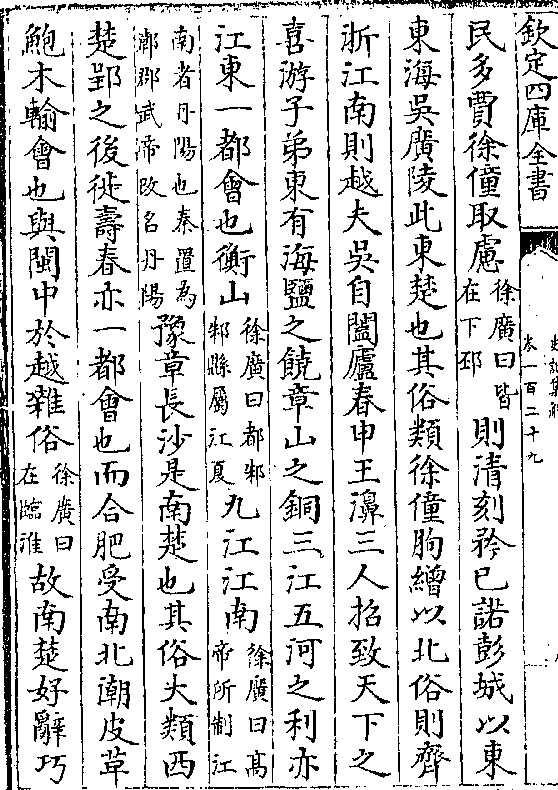 欽定四庫全書
卷一百二十九
民多賈徐僮取慮徐廣曰皆在下邳則清刻矜已諾彭城以東
東海吳廣陵此東楚也其俗類徐僮朐繒以北俗則齊
浙江南則越夫吳自闔廬春申王濞三人招致天下之
喜游子弟東有海鹽之饒章山之銅三江五河之利亦
江東一都會也衡山徐廣曰都邾邾縣屬江夏九江江南徐廣曰高帝所制江
南者丹陽也秦置為鄣郡武帝改名丹陽豫章長沙是南楚也其俗大類西
楚郢之後徙壽春亦一都會也而合肥受南北潮皮草
鮑木輸會也與閩中於越雜俗徐廣曰在臨淮故南楚好辭巧